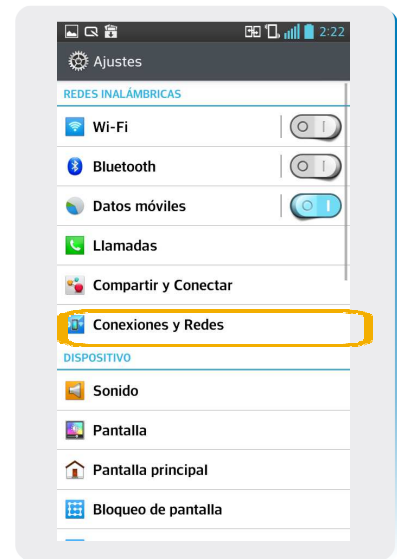 2:22
Ajustes
REDES INALÁMBRICAS
Wi-Fi
Bluetooth
Datos móviles
Llamadas
Compartir y Conectar
Conexiones y Redes
DISPOSITIVO
Sonido
Pantalla
Pantalla principal
Bloqueo de pantalla